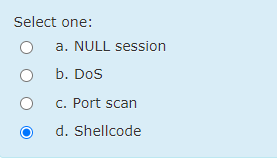 Select one:
a. NULL session
b. DoS
c. Port scan
d. Shellcode